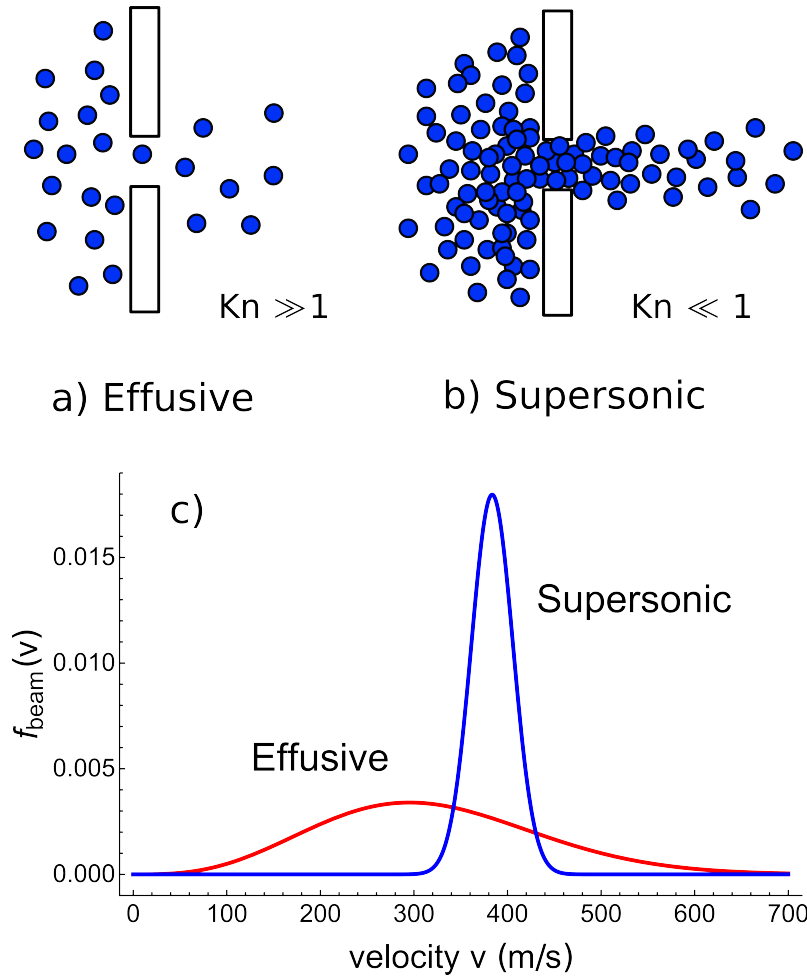 Kn ≫1
Kn ≪ 1
a) Effusive
b) Supersonic
c)
0.015
Supersonic
0.010
f_beam(v)
Effusive
0.005
0.000
0 100 200 300 400 500 600 700
velocity v (m/s)